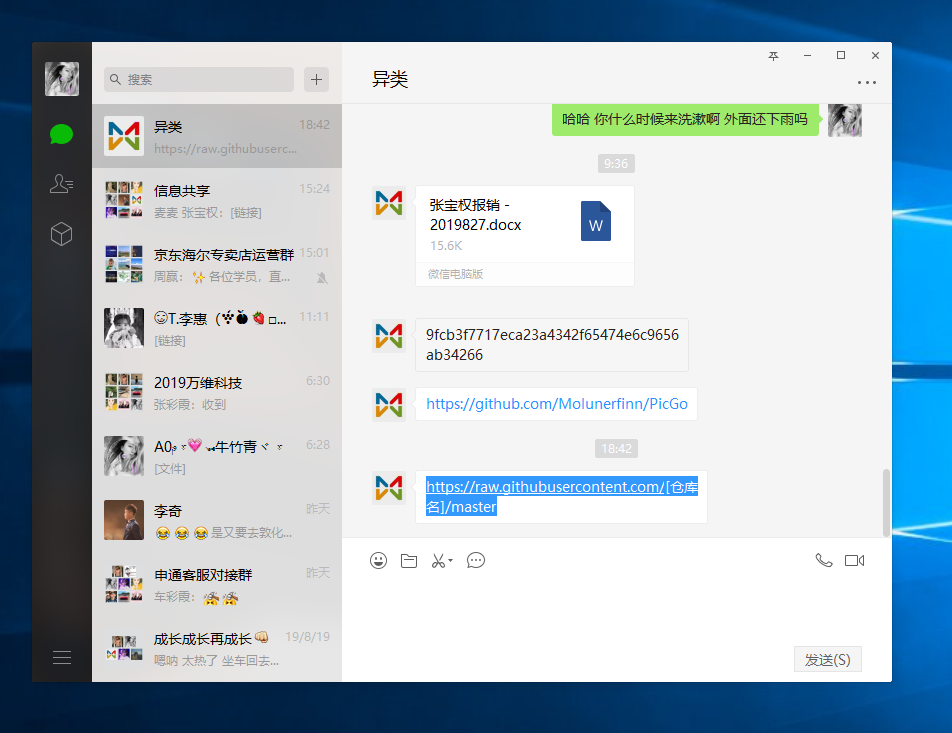 搜索
异类
18:42
https://raw.githubuserc...
信息共享
15:24
麦麦 张宝权：[链接]
京东海尔专卖店运营群
15:01
周赢：✨各位学员，直...
T.李惠（
11:11
[链接]
2019万维科技
6:30
张彩霞：收到
牛竹青
6:28
[文件]
李奇
昨天
😂 😂 😂是又要去敦化...
申通客服对接群
昨天
车彩霞：
成长成长再成长👊
19/8/19
嗯呐 太热了 坐车回去...
异类
哈哈 你什么时候来洗漱啊 外面还下雨吗
9:36
张宝权报销 -
2019827.docx
15.6K
W
微信电脑版
9fcb3f7717eca23a4342f65474e6c9656
ab34266
https://github.com/Molunerfinn/PicGo
18:42
https://raw.githubusercontent.com/[仓库
名]/master
发送(S)